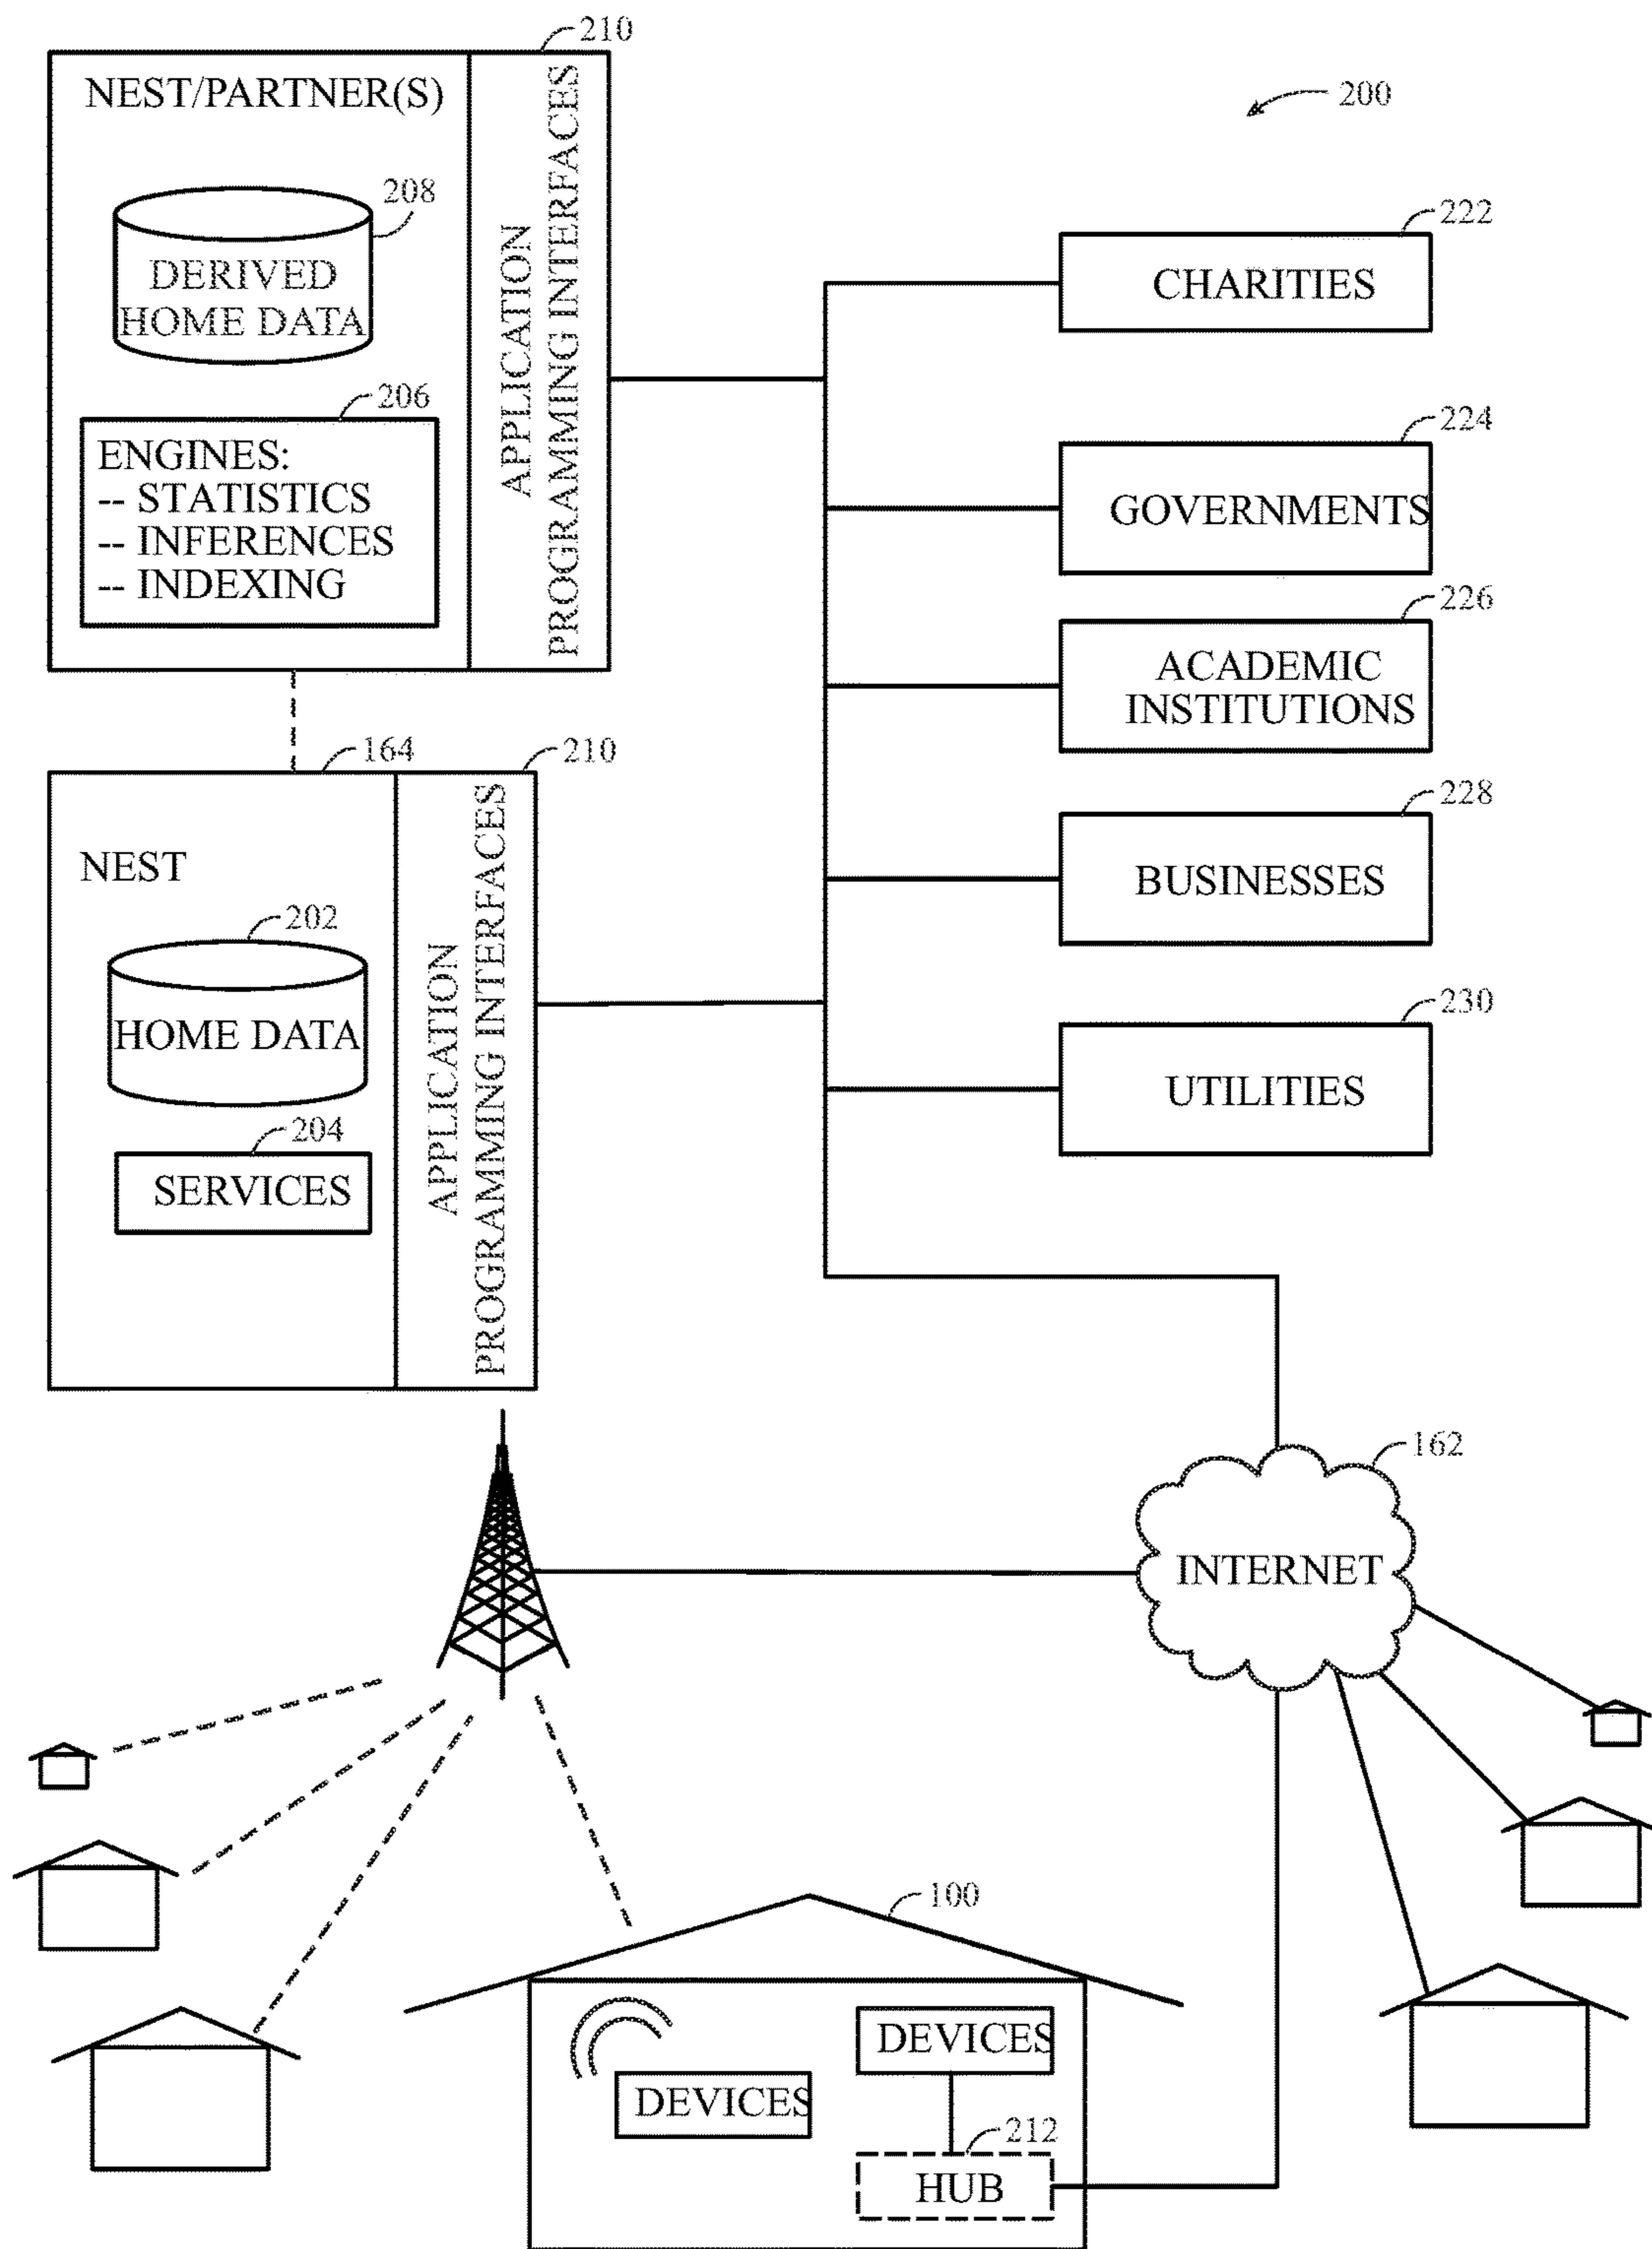 210
NEST/PARTNER(S)
200
208
DERIVED
HOME DATA
APPLICATION
PROGRAMMING INTERFACES
206
ENGINES:
-- STATISTICS
-- INFERENCES
-- INDEXING
222
CHARITIES
224
GOVERNMENTS
226
ACADEMIC
INSTITUTIONS
164
210
NEST
202
HOME DATA
204
SERVICES
APPLICATION
PROGRAMMING INTERFACES
228
BUSINESSES
230
UTILITIES
162
INTERNET
100
DEVICES
DEVICES
212
HUB